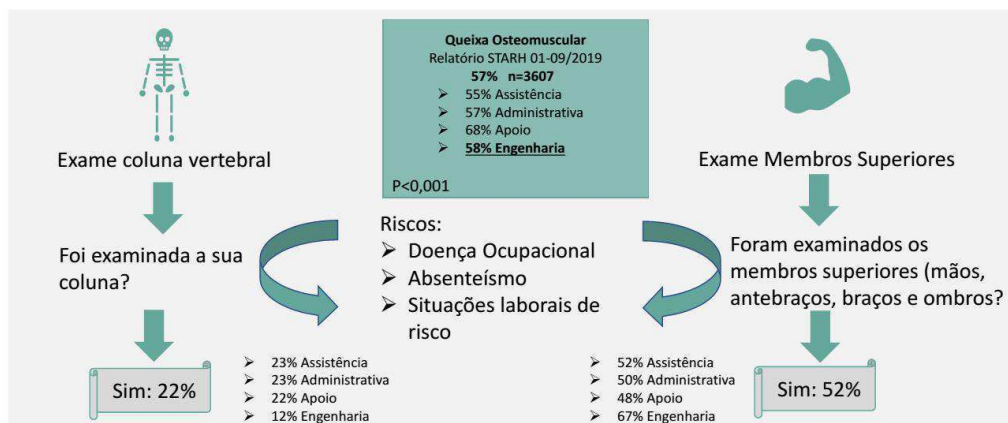 Queixa Osteomuscular
Relatório STARH 01-09/2019
57% n=3607
➢ 55% Assistência
➢ 57% Administrativa
➢ 68% Apoio
➢ 58% Engenharia
P<0,001
Exame coluna vertebral
Foi examinada a sua
coluna?
Sim: 22%
➢ 23% Assistência
➢ 23% Administrativa
➢ 22% Apoio
➢ 12% Engenharia
Riscos:
➢ Doença Ocupacional
➢ Absenteísmo
➢ Situações laborais de
risco
Exame Membros Superiores
Foram examinados os
membros superiores (mãos,
antebraços, braços e ombros?
➢ 52% Assistência
➢ 50% Administrativa
➢ 48% Apoio
➢ 67% Engenharia
Sim: 52%